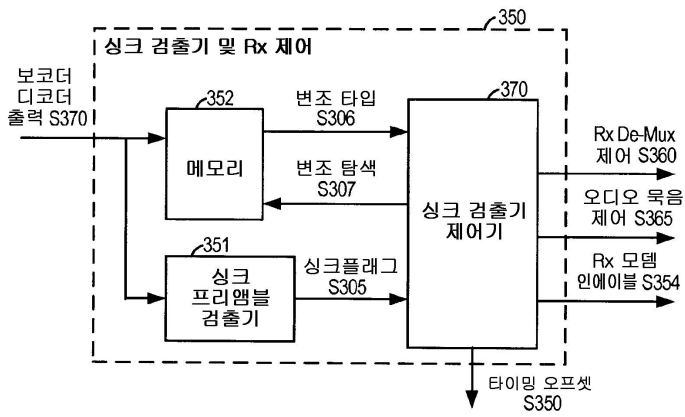 350
싱크 검출기 및 Rx 제어
보코더
디코더
출력 S370
352
메모리
변조 타입
S306
변조 탐색
S307
351
싱크
프리앰블
검출기
싱크플래그
S305
370
싱크 검출기
제어기
Rx De-Mux
제어 S360
오디오 묵음
제어 S365
Rx 모뎀
인에이블 S354
타이밍 오프셋
S350